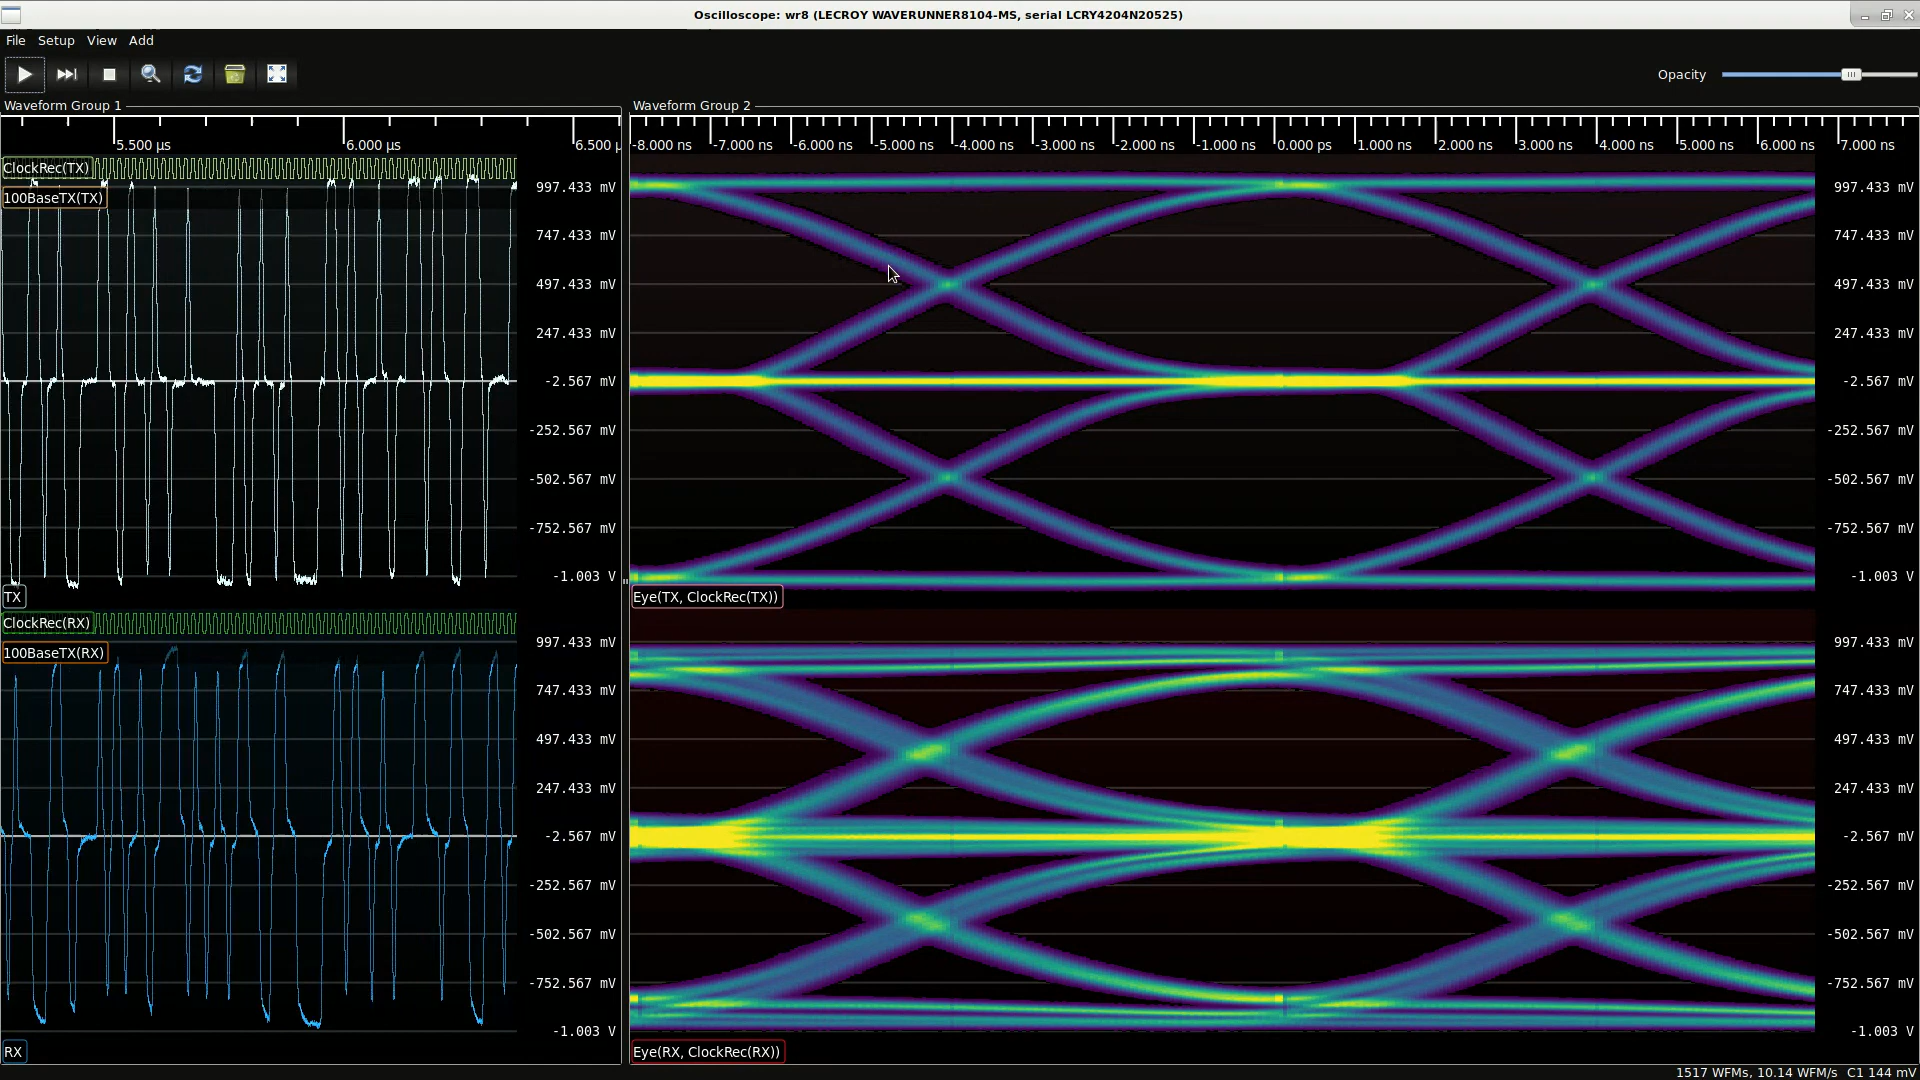 Oscilloscope: wr8 (LECROY WAVERUNNER8104-MS, serial LCRY4204N20525)
File Setup View Add
Opacity
Waveform Group 1
5.500 µs 6.000 µs 6.500 µ
ClockRec(TX)
997.433 mV
100BaseTX(TX)
747.433 mV
497.433 mV
247.433 mV
-2.567 mV
-252.567 mV
-502.567 mV
-752.567 mV
-1.003 V
TX
ClockRec(RX)
997.433 mV
100BaseTX(RX)
747.433 mV
497.433 mV
247.433 mV
-2.567 mV
-252.567 mV
-502.567 mV
-752.567 mV
-1.003 V
RX
Waveform Group 2
-8.000 ns -7.000 ns -6.000 ns -5.000 ns -4.000 ns -3.000 ns -2.000 ns -1.000 ns 0.000 ps 1.000 ns 2.000 ns 3.000 ns 4.000 ns 5.000 ns 6.000 ns 7.000 ns
997.433 mV
747.433 mV
497.433 mV
247.433 mV
-2.567 mV
-252.567 mV
-502.567 mV
-752.567 mV
-1.003 V
Eye(TX, ClockRec(TX))
997.433 mV
747.433 mV
497.433 mV
247.433 mV
-2.567 mV
-252.567 mV
-502.567 mV
-752.567 mV
-1.003 V
Eye(RX, ClockRec(RX))
1517 WFMs, 10.14 WFM/s C1 144 mV